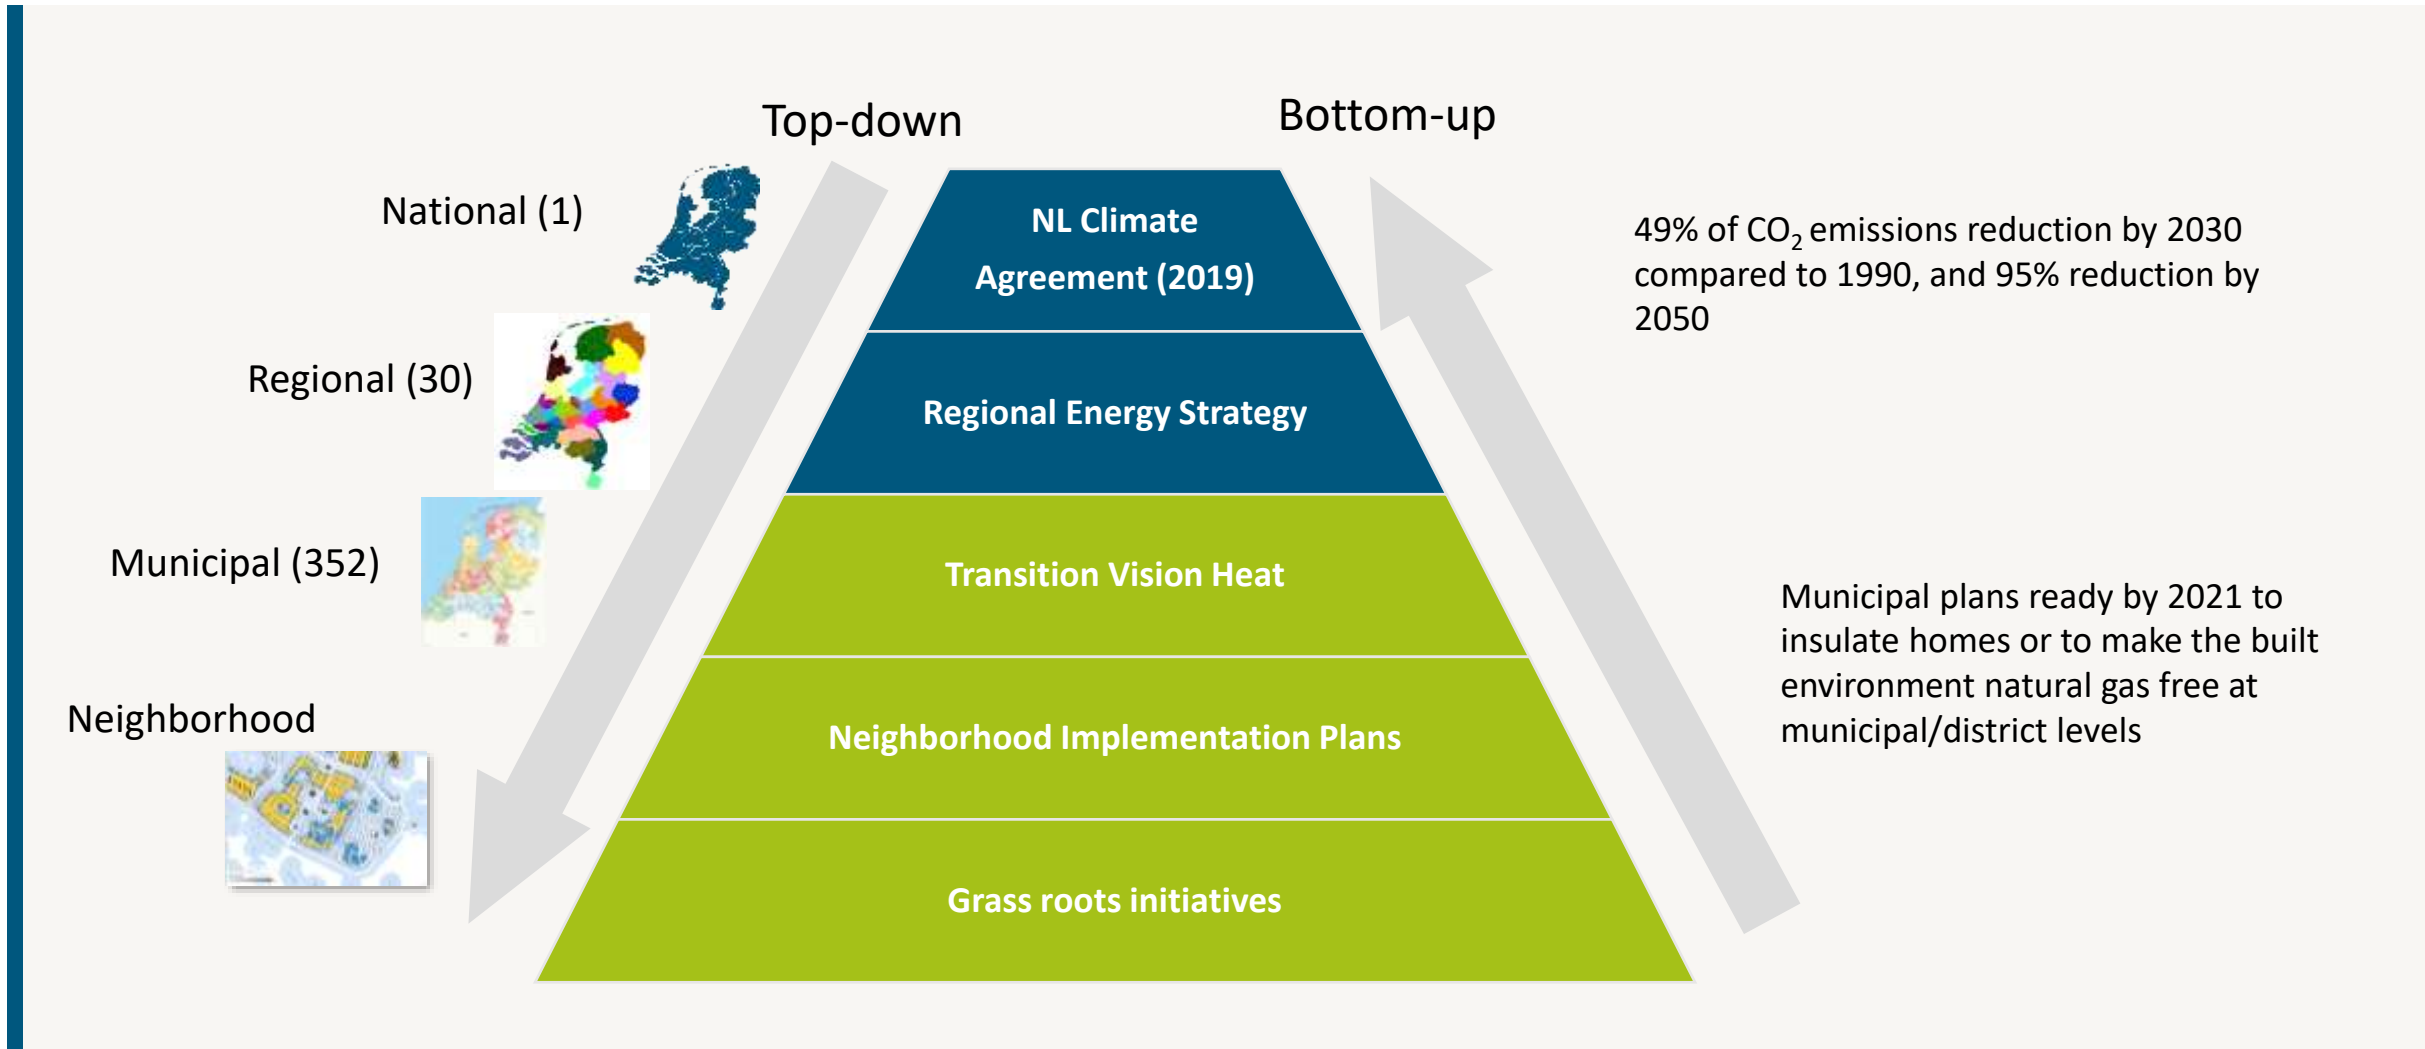 Top-down
Bottom-up
National (1)
NL Climate
Agreement (2019)
49% of CO₂ emissions reduction by 2030
compared to 1990, and 95% reduction by
2050
Regional (30)
Regional Energy Strategy
Municipal (352)
Transition Vision Heat
Municipal plans ready by 2021 to
insulate homes or to make the built
environment natural gas free at
municipal/district levels
Neighborhood
Neighborhood Implementation Plans
Grass roots initiatives